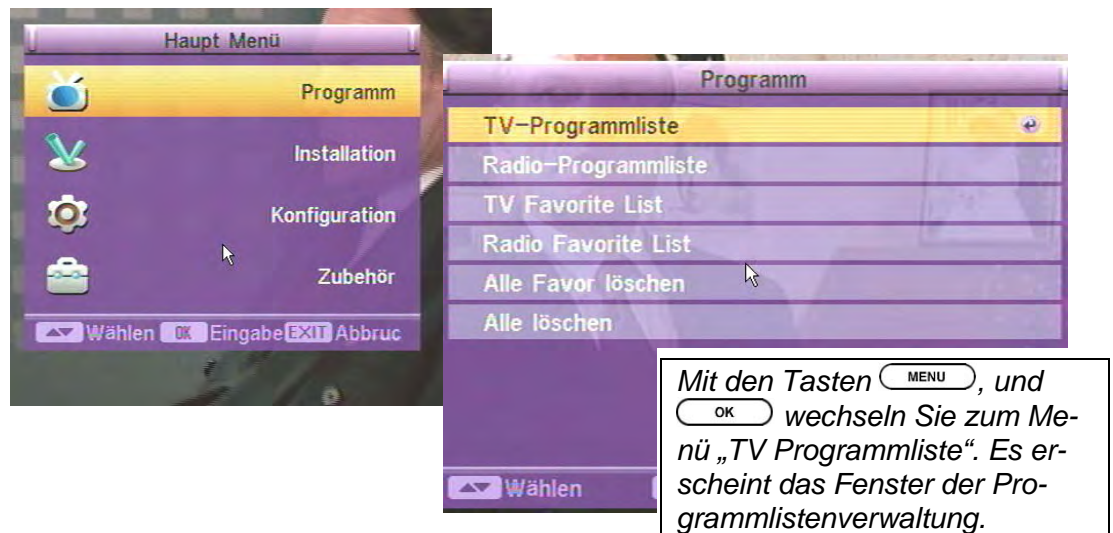 Haupt Menü
Programm
Installation
Konfiguration
Zubehör
Wählen OK Eingabe EXIT Abbruc
Programm
TV-Programmliste
Radio-Programmliste
TV Favorite List
Radio Favorite List
Alle Favor löschen
Alle löschen
Wählen
Mit den Tasten MENU, und
OK wechseln Sie zum Me-
nü „TV Programmliste“. Es er-
scheint das Fenster der Pro-
grammlistenverwaltung.